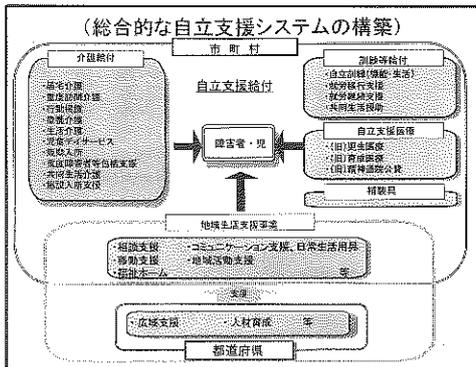 (総合的な自立支援システムの構築)
市町村
介護給付
・居宅介護
・重度訪問介護
・行動援護
・療養介護
・生活介護
・児童デイサービス
・短期入所
・重度障害者等包括支援
・共同生活介護
・施設入所支援
自立支援給付
障害者・児
訓練等給付
・自立訓練(機能・生活)
・就労移行支援
・就労継続支援
・共同生活援助
自立支援医療
・(旧)更生医療
・(旧)育成医療
・(旧)精神通院公費
補装具
地域生活支援事業
・相談支援 ・コミュニケーション支援、日常生活用具
・移動支援 ・地域活動支援
・福祉ホーム 等
支援
・広域支援 ・人材育成 等
都道府県